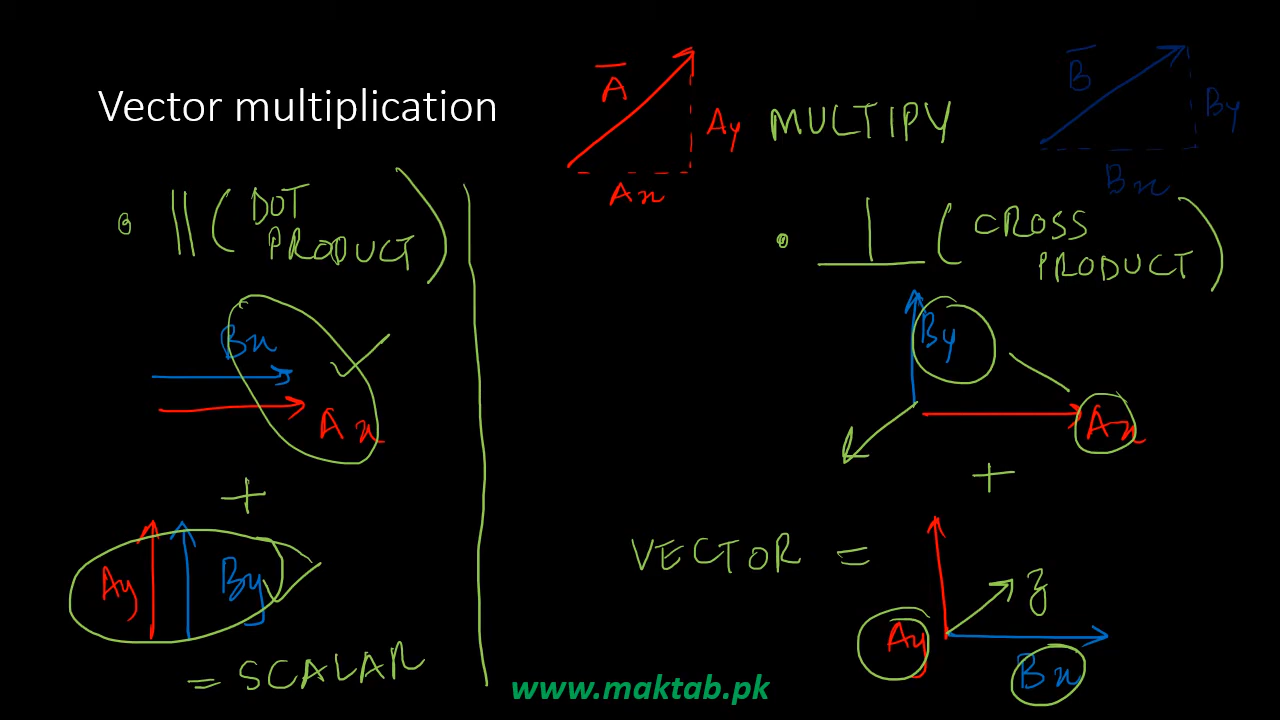 Vector multiplication
A
Ay
Ax
MULTIPY
B
By
Bx
|| (DOT
PRODUCT)
Bx
Ax
+
Ay
By
= SCALAR
⊥ (CROSS
PRODUCT)
By
Ax
+
VECTOR =
z
Ay
Bx
www.maktab.pk